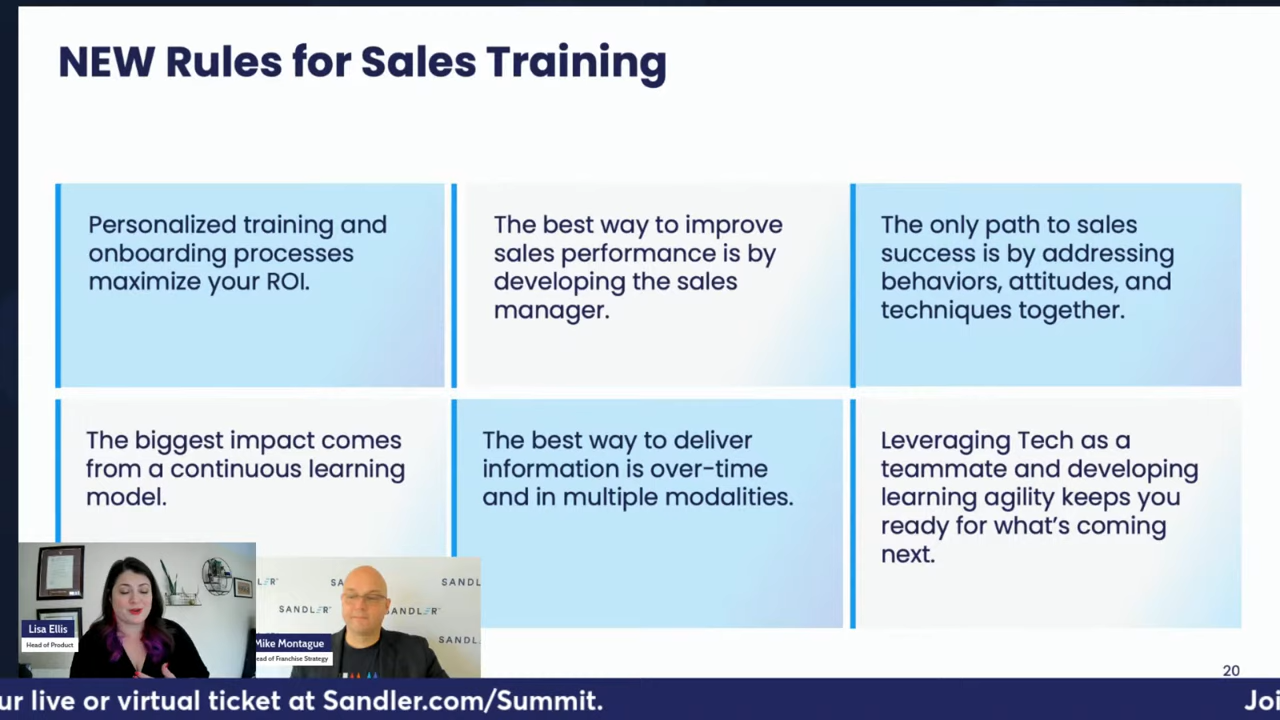 NEW Rules for Sales Training
Personalized training and
onboarding processes
maximize your ROI.
The best way to improve
sales performance is by
developing the sales
manager.
The only path to sales
success is by addressing
behaviors, attitudes, and
techniques together.
The biggest impact comes
from a continuous learning
model.
The best way to deliver
information is over-time
and in multiple modalities.
Leveraging Tech as a
teammate and developing
learning agility keeps you
ready for what's coming
next.
SANDLER
SANDLER
Lisa Ellis
Head of Product
Mike Montague
ead of Franchise Strategy
20
ur live or virtual ticket at Sandler.com/Summit.
Joi